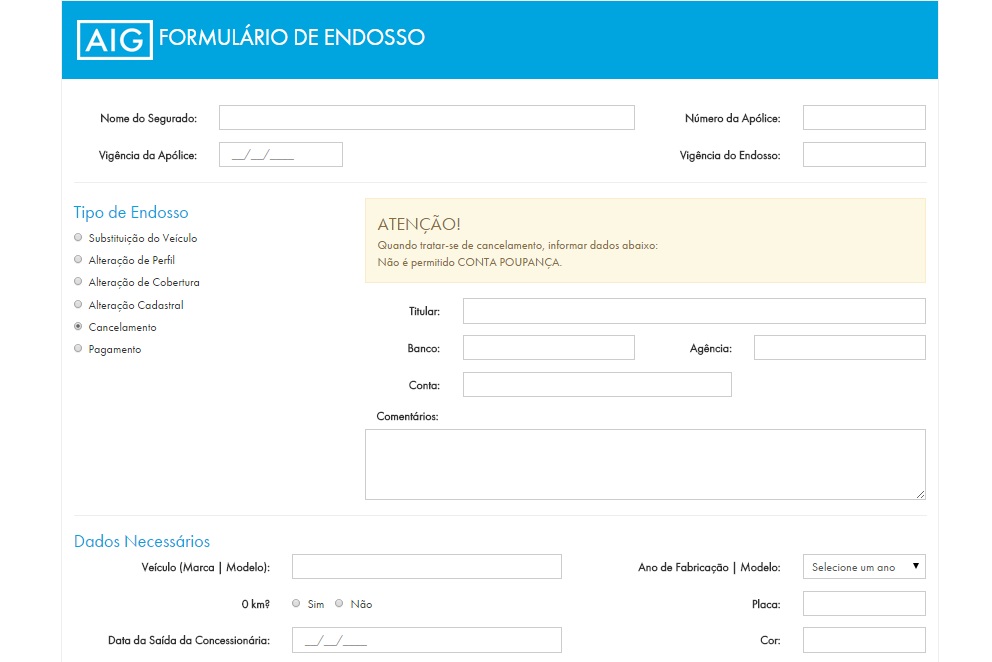 AIG FORMULÁRIO DE ENDOSSO
Nome do Segurado:
Número da Apólice:
Vigência da Apólice: __/__/____
Vigência do Endosso:
Tipo de Endosso
Substituição do Veículo
Alteração de Perfil
Alteração de Cobertura
Alteração Cadastral
Cancelamento
Pagamento
ATENÇÃO!
Quando tratar-se de cancelamento, informar dados abaixo:
Não é permitido CONTA POUPANÇA.
Titular:
Banco:
Agência:
Conta:
Comentários:
Dados Necessários
Veículo (Marca | Modelo):
Ano de Fabricação | Modelo: Selecione um ano
0 km? Sim Não
Placa:
Data da Saída da Concessionária: __/__/____
Cor: